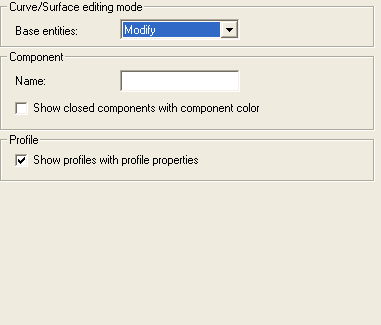 Curve/Surface editing mode
Base entities: Modify
Component
Name:
Show closed components with component color
Profile
Show profiles with profile properties